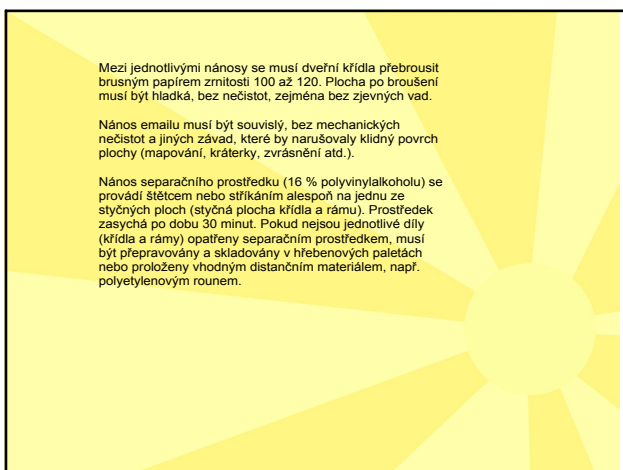 Mezi jednotlivými nánosy se musí dveřní křídla přebrousit
brusným papírem zrnitosti 100 až 120. Plocha po broušení
musí být hladká, bez nečistot, zejména bez zjevných vad.
Nános emailu musí být souvislý, bez mechanických
nečistot a jiných závad, které by narušovaly klidný povrch
plochy (mapování, kráterky, zvrásnění atd.).
Nános separačního prostředku (16 % polyvinylalkoholu) se
provádí štětcem nebo stříkáním alespoň na jednu ze
styčných ploch (styčná plocha křídla a rámu). Prostředek
zasychá po dobu 30 minut. Pokud nejsou jednotlivé díly
(křídla a rámy) opatřeny separačním prostředkem, musí
být přepravovány a skladovány v hřebenových paletách
nebo proloženy vhodným distančním materiálem, např.
polyetylenovým rounem.